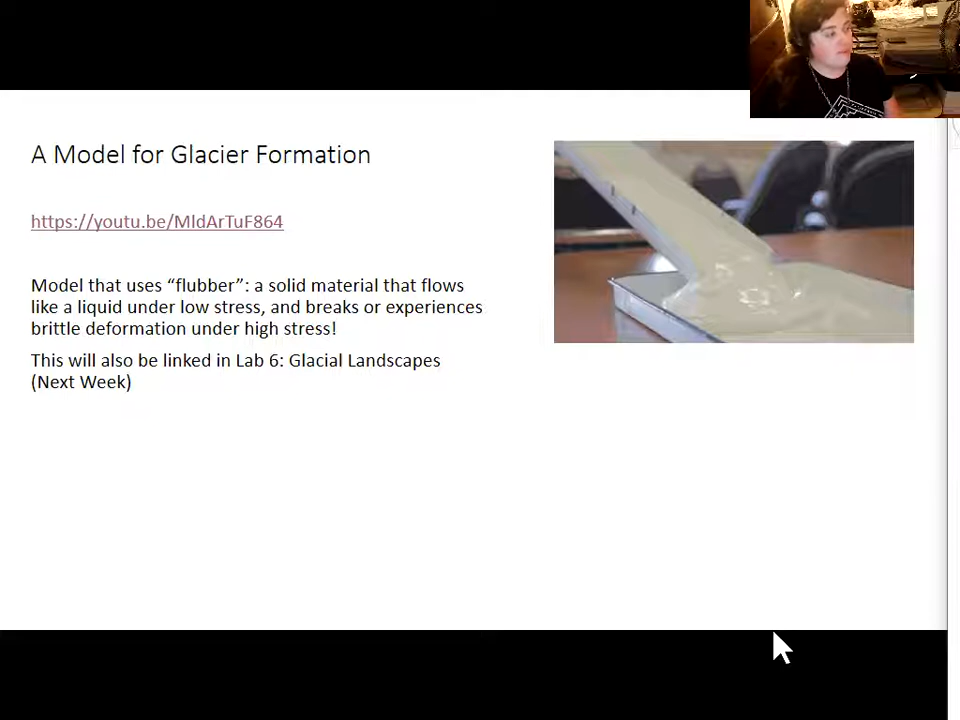 A Model for Glacier Formation
https://youtu.be/MldArTuF864
Model that uses “flubber”: a solid material that flows
like a liquid under low stress, and breaks or experiences
brittle deformation under high stress!
This will also be linked in Lab 6: Glacial Landscapes
(Next Week)